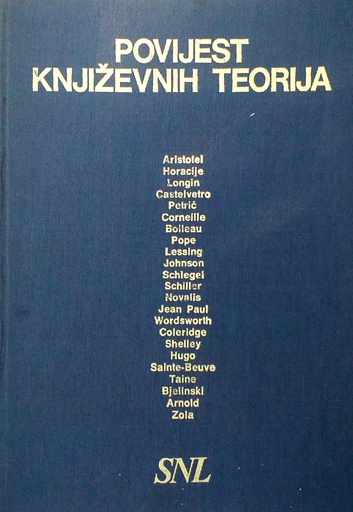 POVIJEST
KNJIŽEVNIH TEORIJA
Aristotel
Horacije
Longin
Castelvetro
Petrić
Corneille
Boileau
Pope
Lessing
Johnson
Schlegel
Schiller
Novalis
Jean Paul
Wordsworth
Coleridge
Shelley
Hugo
Sainte-Beuve
Taine
Bjelinski
Arnold
Zola
SNL